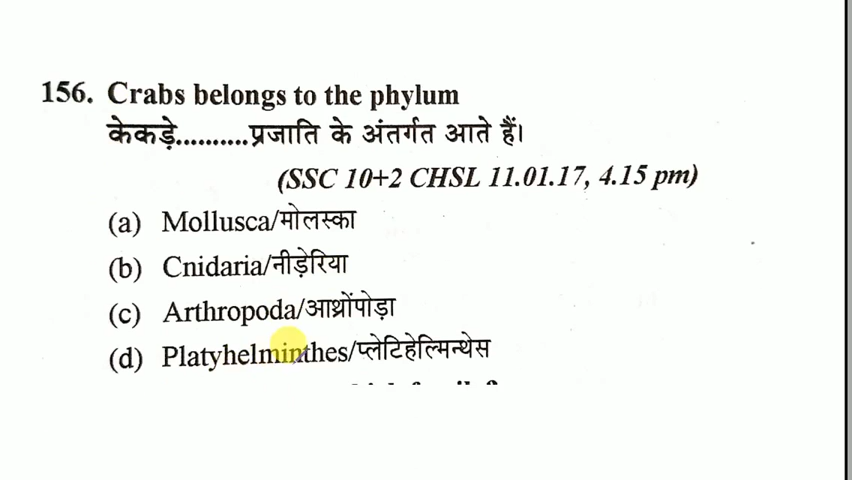 156. Crabs belongs to the phylum
केकड़े..........प्रजाति के अंतर्गत आते हैं।
(SSC 10+2 CHSL 11.01.17, 4.15 pm)
(a) Mollusca/मोलस्का
(b) Cnidaria/नीड़ेरिया
(c) Arthropoda/आर्थ्रोपोड़ा
(d) Platyhelminthes/प्लेटिहेल्मिन्थेस